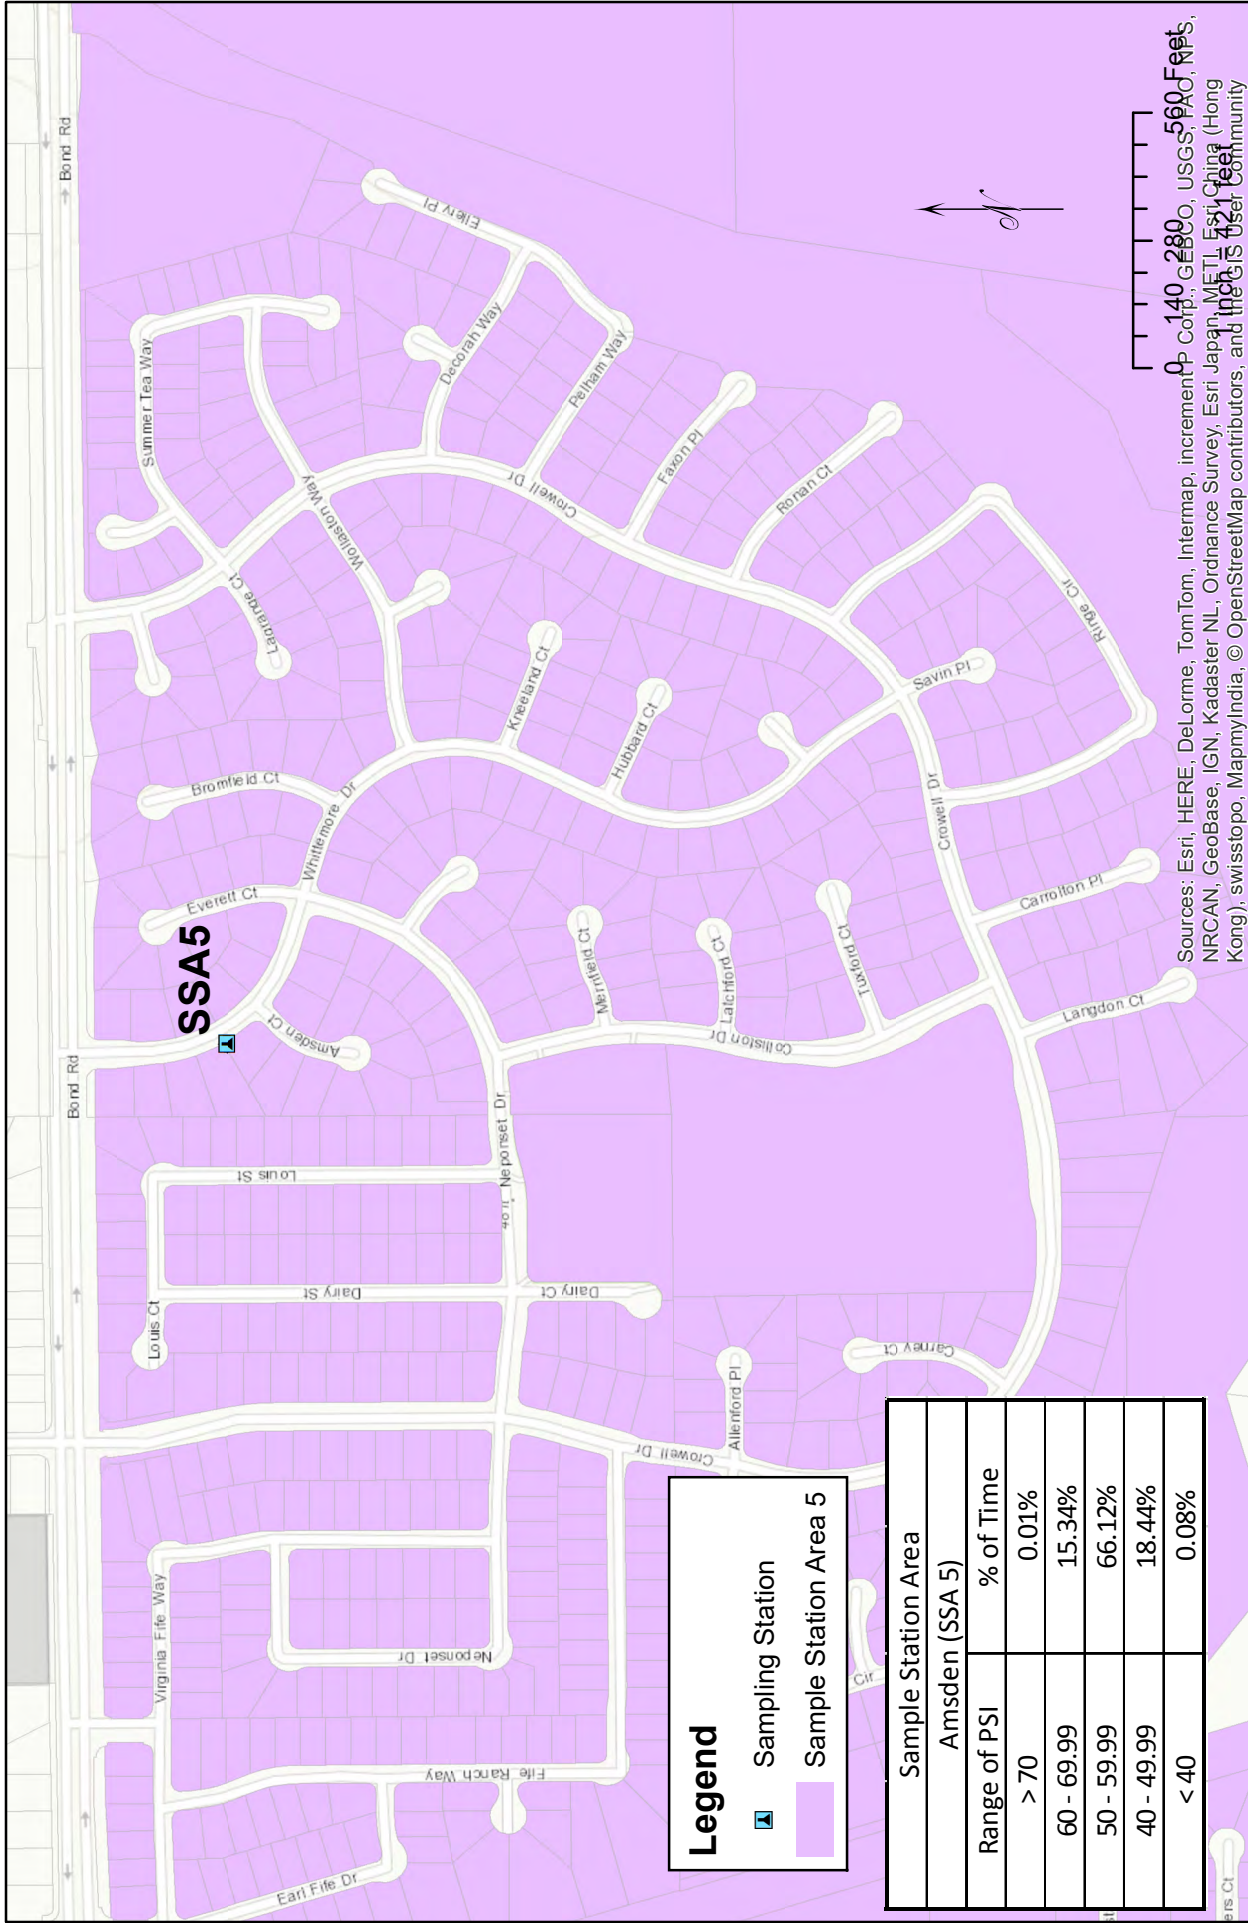 Bond Rd
Bond Rd
Summer Tea Way
Ellery Pl
Decorah Way
Pelham Way
Crowell Dr
Wollaston Way
Lagrange Ct
Faxon Pl
Ronan Ct
Ringe Cir
Savin Pl
Kneeland Ct
Hubbard Ct
Bromfield Ct
Whittemore Dr
Everett Ct
SSA5
Amsden Ct
Merrifield Ct
Latchford Ct
Tuxford Ct
Colliston Dr
Crowell Dr
Carrolton Pl
Langdon Ct
Neponset Dr
Louis St
Louis Ct
Dairy St
Dairy Ct
Carney Ct
Allenford Pl
Crowell Dr
Virginia Fife Way
Neponset Dr
Fife Ranch Way
Earl Fife Dr
Cir
ers Ct
st
N
0 140 280 560 Feet
1 inch = 421 feet
Sources: Esri, HERE, DeLorme, TomTom, Intermap, increment P Corp., GEBCO, USGS, FAO, NPS,
NRCAN, GeoBase, IGN, Kadaster NL, Ordnance Survey, Esri Japan, METI, Esri China (Hong
Kong), swisstopo, MapmyIndia, © OpenStreetMap contributors, and the GIS User Community
Legend
Sampling Station
Sample Station Area 5
Sample Station Area
Amsden (SSA 5)
Range of PSI % of Time
> 70 0.01%
60 - 69.99 15.34%
50 - 59.99 66.12%
40 - 49.99 18.44%
< 40 0.08%